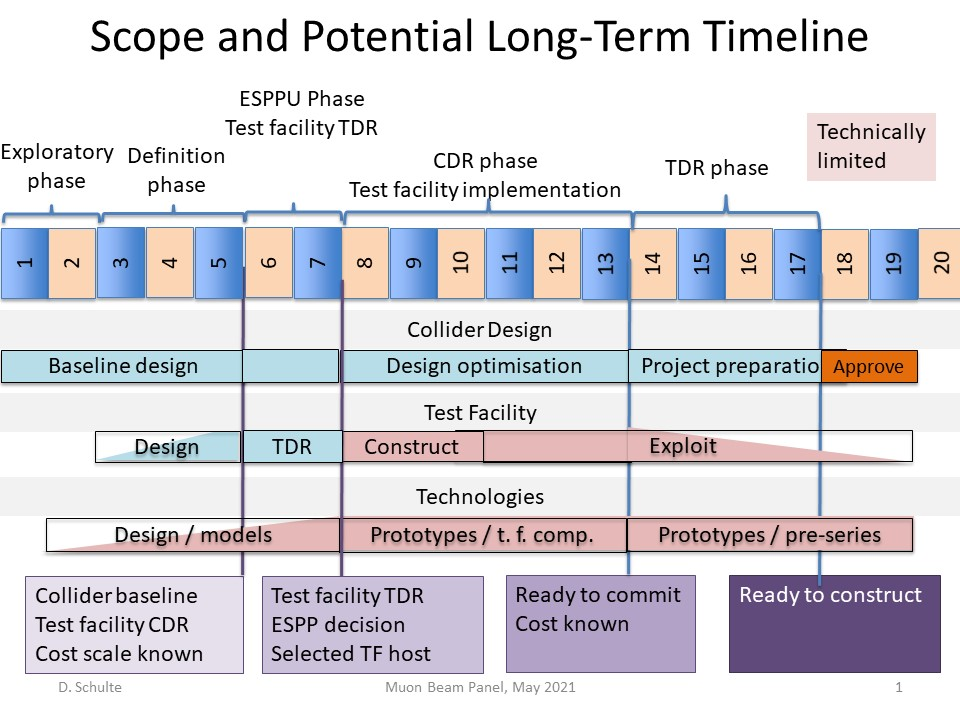 Scope and Potential Long-Term Timeline
ESPPU Phase
Test facility TDR
Technically
limited
Exploratory
phase
Definition
phase
CDR phase
Test facility implementation
TDR phase
1 2 3 4 5 6 7 8 9 10 11 12 13 14 15 16 17 18 19 20
Collider Design
Baseline design
Design optimisation
Project preparatio
Approve
Test Facility
Design
TDR
Construct
Exploit
Technologies
Design / models
Prototypes / t. f. comp.
Prototypes / pre-series
Collider baseline
Test facility CDR
Cost scale known
Test facility TDR
ESPP decision
Selected TF host
Ready to commit
Cost known
Ready to construct
D. Schulte
Muon Beam Panel, May 2021
1